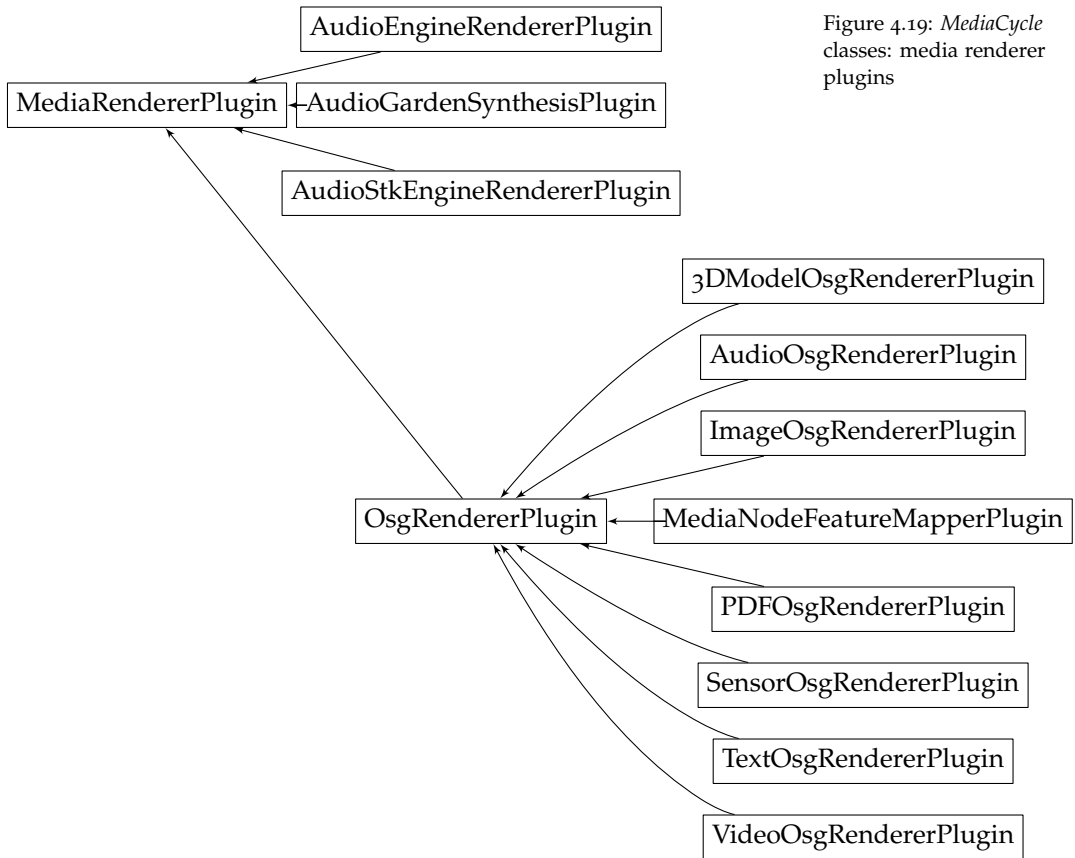 AudioEngineRendererPlugin
Figure 4.19: MediaCycle
classes: media renderer
plugins
MediaRendererPlugin
AudioGardenSynthesisPlugin
AudioStkEngineRendererPlugin
3DModelOsgRendererPlugin
AudioOsgRendererPlugin
ImageOsgRendererPlugin
OsgRendererPlugin
MediaNodeFeatureMapperPlugin
PDFOsgRendererPlugin
SensorOsgRendererPlugin
TextOsgRendererPlugin
VideoOsgRendererPlugin